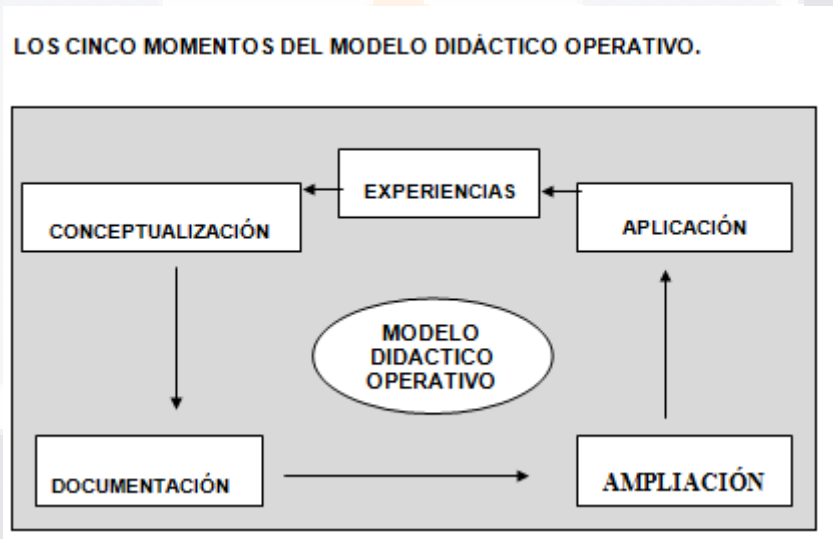 LOS CINCO MOMENTOS DEL MODELO DIDÁCTICO OPERATIVO.
EXPERIENCIAS
CONCEPTUALIZACIÓN
APLICACIÓN
MODELO
DIDACTICO
OPERATIVO
DOCUMENTACIÓN
AMPLIACIÓN